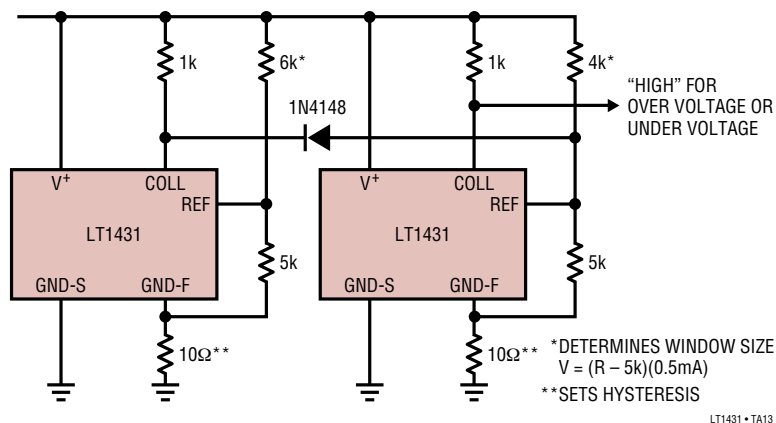 1k
6k*
1k
4k*
1N4148
“HIGH” FOR
OVER VOLTAGE OR
UNDER VOLTAGE
V+
COLL
REF
LT1431
GND-S
GND-F
5k
10Ω**
V+
COLL
REF
LT1431
GND-S
GND-F
5k
10Ω**
*DETERMINES WINDOW SIZE
V = (R – 5k)(0.5mA)
**SETS HYSTERESIS
LT1431 • TA13